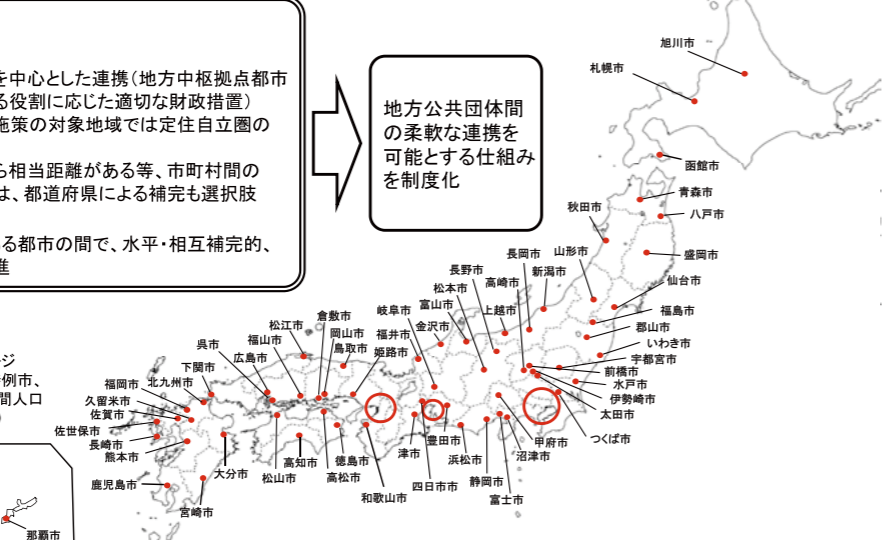 を中心とした連携（地方中枢拠点都市
る役割に応じた適切な財政措置）
施策の対象地域では定住自立圏の
ら相当距離がある等、市町村間の
は、都道府県による補完も選択肢
る都市の間で、水平・相互補完的、
進
地方公共団体間
の柔軟な連携を
可能とする仕組み
を制度化
ージ
例市、
間人口
旭川市
札幌市
函館市
青森市
八戸市
秋田市
盛岡市
仙台市
山形市
福島市
郡山市
いわき市
宇都宮市
前橋市
水戸市
伊勢崎市
太田市
つくば市
新潟市
長岡市
高崎市
長野市
上越市
松本市
富山市
金沢市
岐阜市
福井市
甲府市
沼津市
富士市
静岡市
浜松市
豊田市
四日市市
津市
和歌山市
姫路市
鳥取市
岡山市
倉敷市
松江市
福山市
広島市
呉市
下関市
徳島市
高松市
高知市
松山市
北九州市
福岡市
久留米市
佐賀市
佐世保市
長崎市
熊本市
大分市
鹿児島市
宮崎市
那覇市